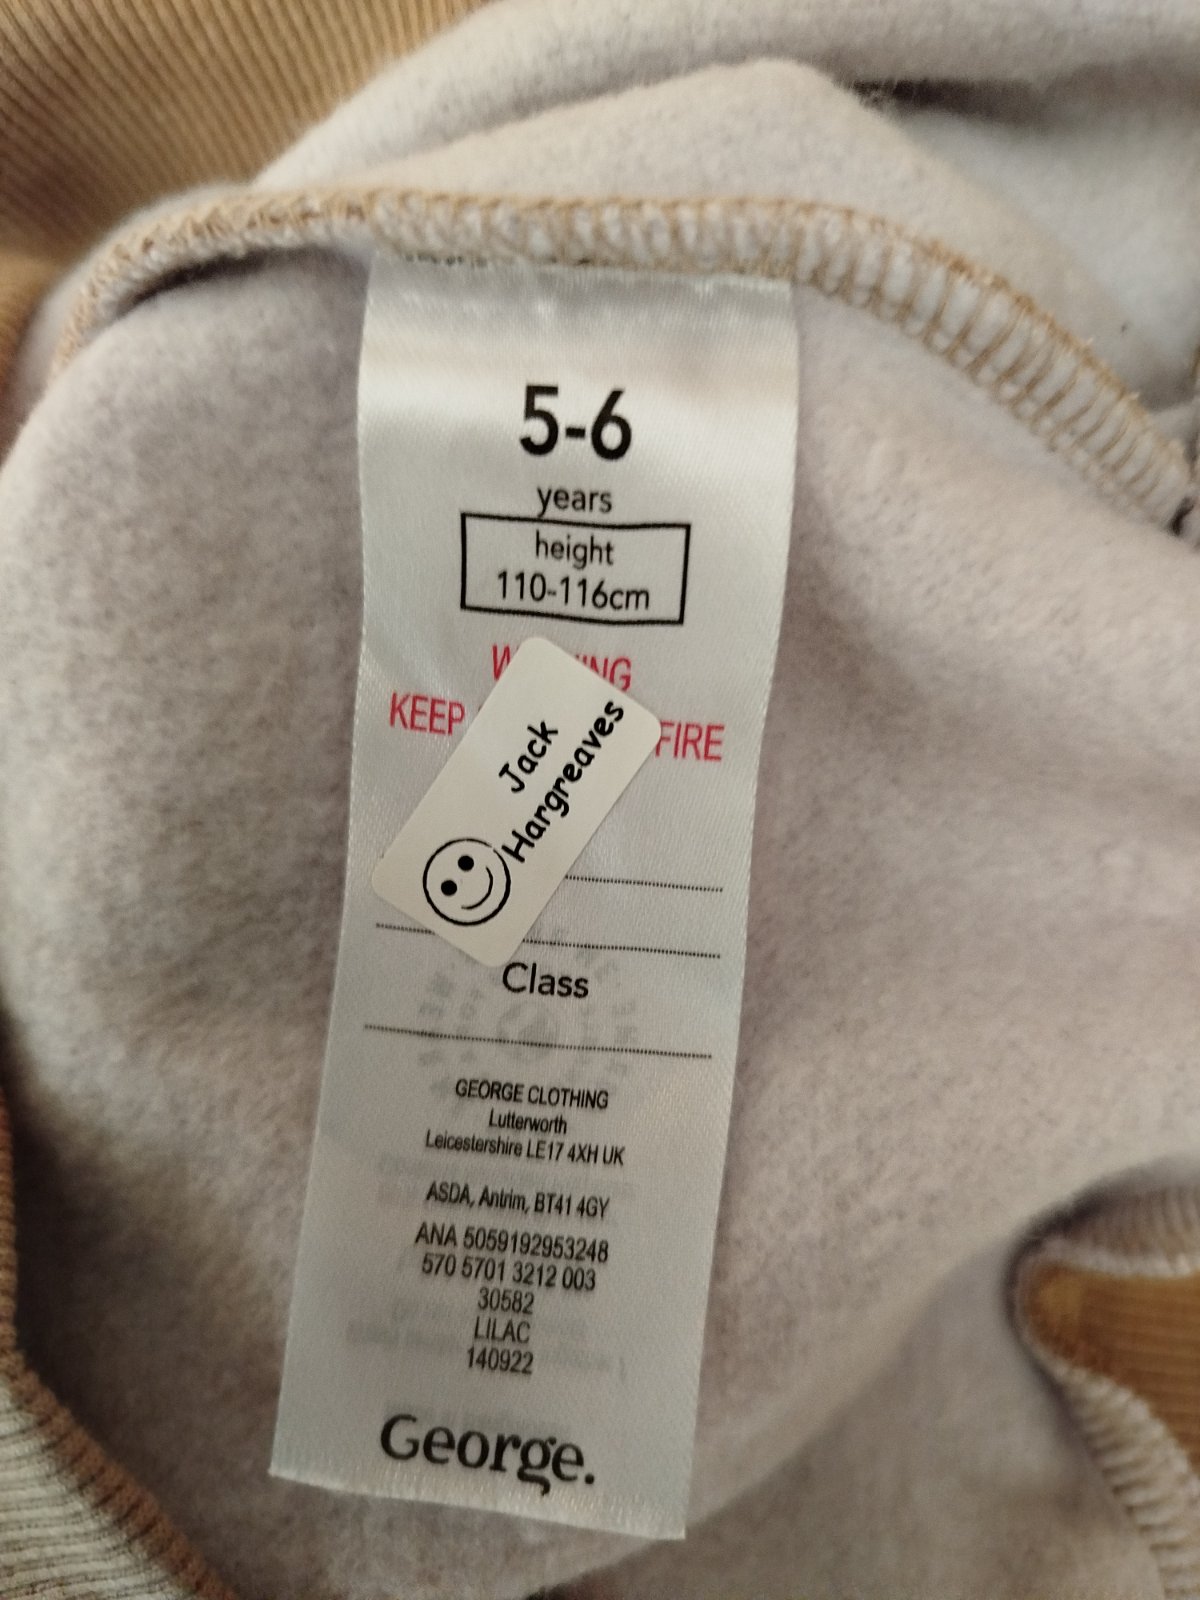 5-6
years
height
110-116cm
KEEP FIRE
Jack
Hargreaves
Class
GEORGE CLOTHING
Lutterworth
Leicestershire LE17 4XH UK
ASDA, Antrim, BT41 4GY
ANA 5059192953248
570 5701 3212 003
30582
LILAC
140922
George.